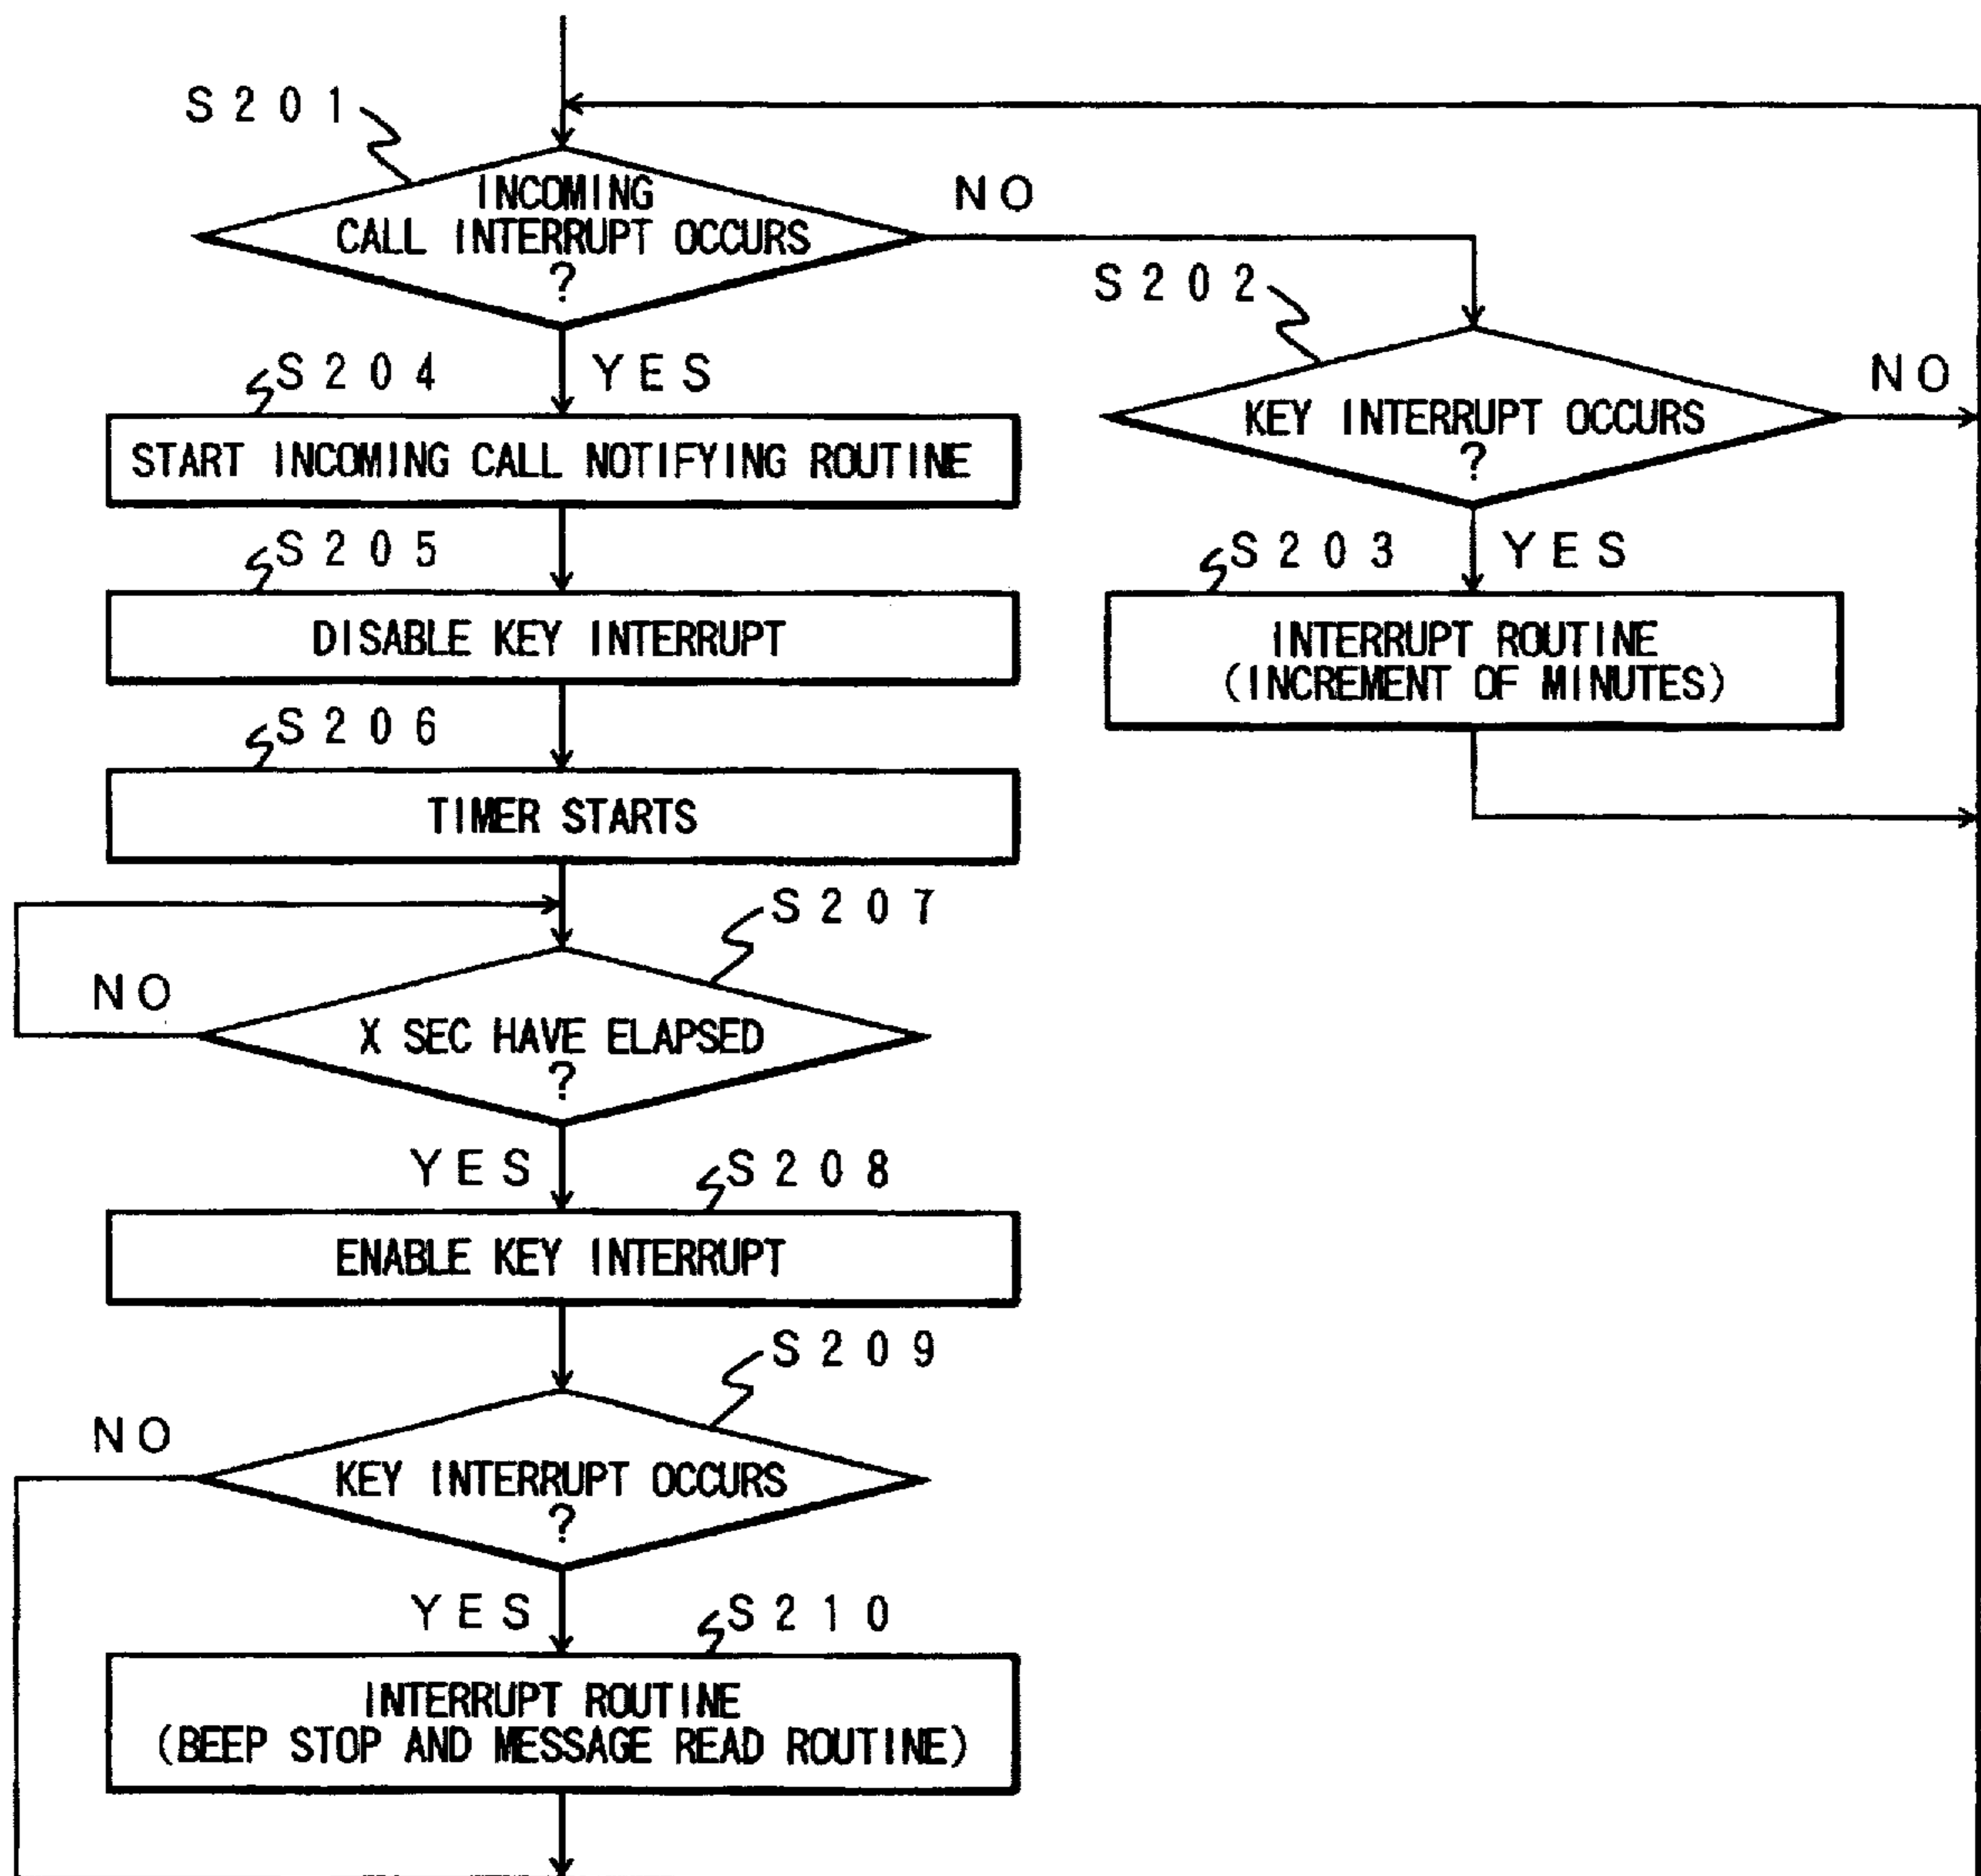 S201
INCOMING
CALL INTERRUPT OCCURS
?
NO
YES
S202
KEY INTERRUPT OCCURS
?
NO
YES
S203
INTERRUPT ROUTINE
(INCREMENT OF MINUTES)
S204
START INCOMING CALL NOTIFYING ROUTINE
S205
DISABLE KEY INTERRUPT
S206
TIMER STARTS
S207
X SEC HAVE ELAPSED
?
NO
YES
S208
ENABLE KEY INTERRUPT
S209
KEY INTERRUPT OCCURS
?
NO
YES
S210
INTERRUPT ROUTINE
(BEEP STOP AND MESSAGE READ ROUTINE)